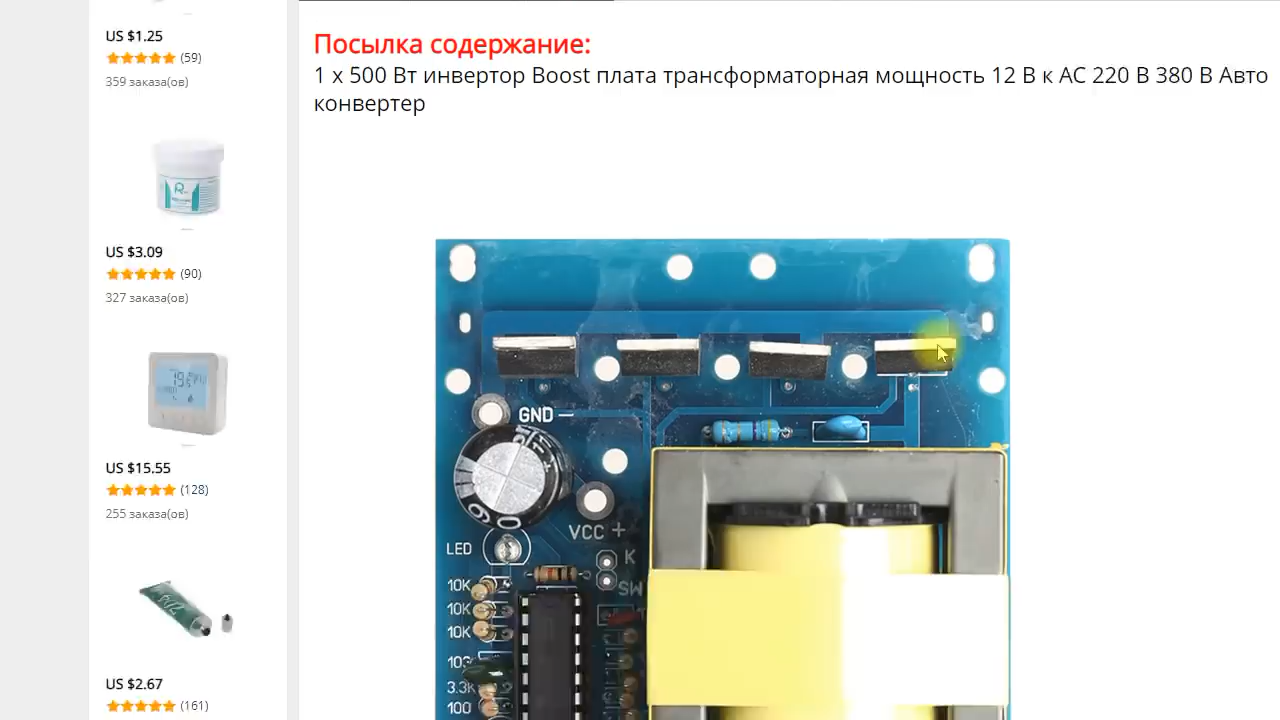 US $1.25
(59)
359 заказа(ов)
US $3.09
(90)
327 заказа(ов)
US $15.55
(128)
255 заказа(ов)
US $2.67
(161)
Посылка содержание:
1 x 500 Вт инвертор Boost плата трансформаторная мощность 12 В к АС 220 В 380 В Авто
конвертер
GND —
VCC +
LED
K
SW
10K
10K
10K
103
3.3K
100